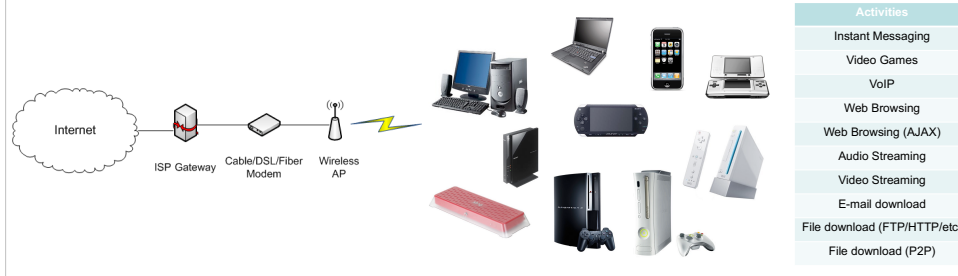 Internet
ISP Gateway
Cable/DSL/Fiber
Modem
Wireless
AP
Activities
Instant Messaging
Video Games
VoIP
Web Browsing
Web Browsing (AJAX)
Audio Streaming
Video Streaming
E-mail download
File download (FTP/HTTP/etc
File download (P2P)